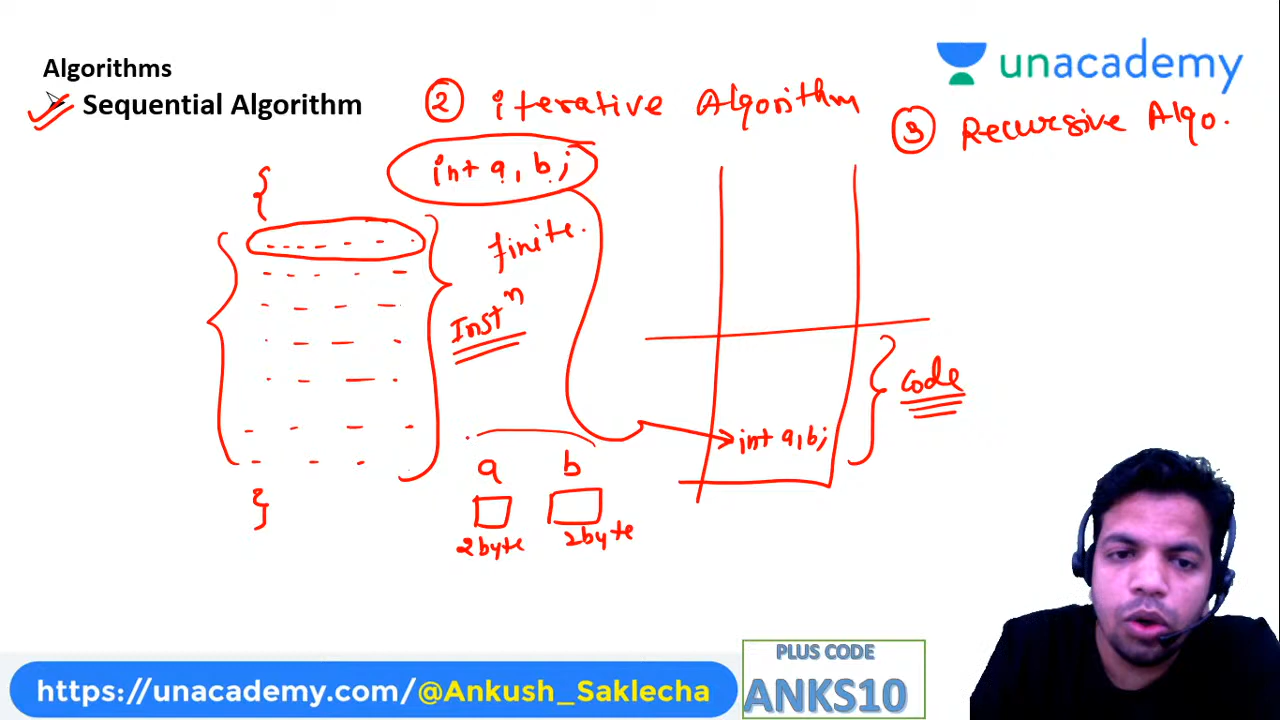 Algorithms
unacademy
Sequential Algorithm
② iterative Algorithm
③ Recursive Algo.
int a, b;
{
finite.
Instⁿ
code
int a, b;
a b
2byte 2byte
}
PLUS CODE
https://unacademy.com/@Ankush_Saklecha
ANKS10